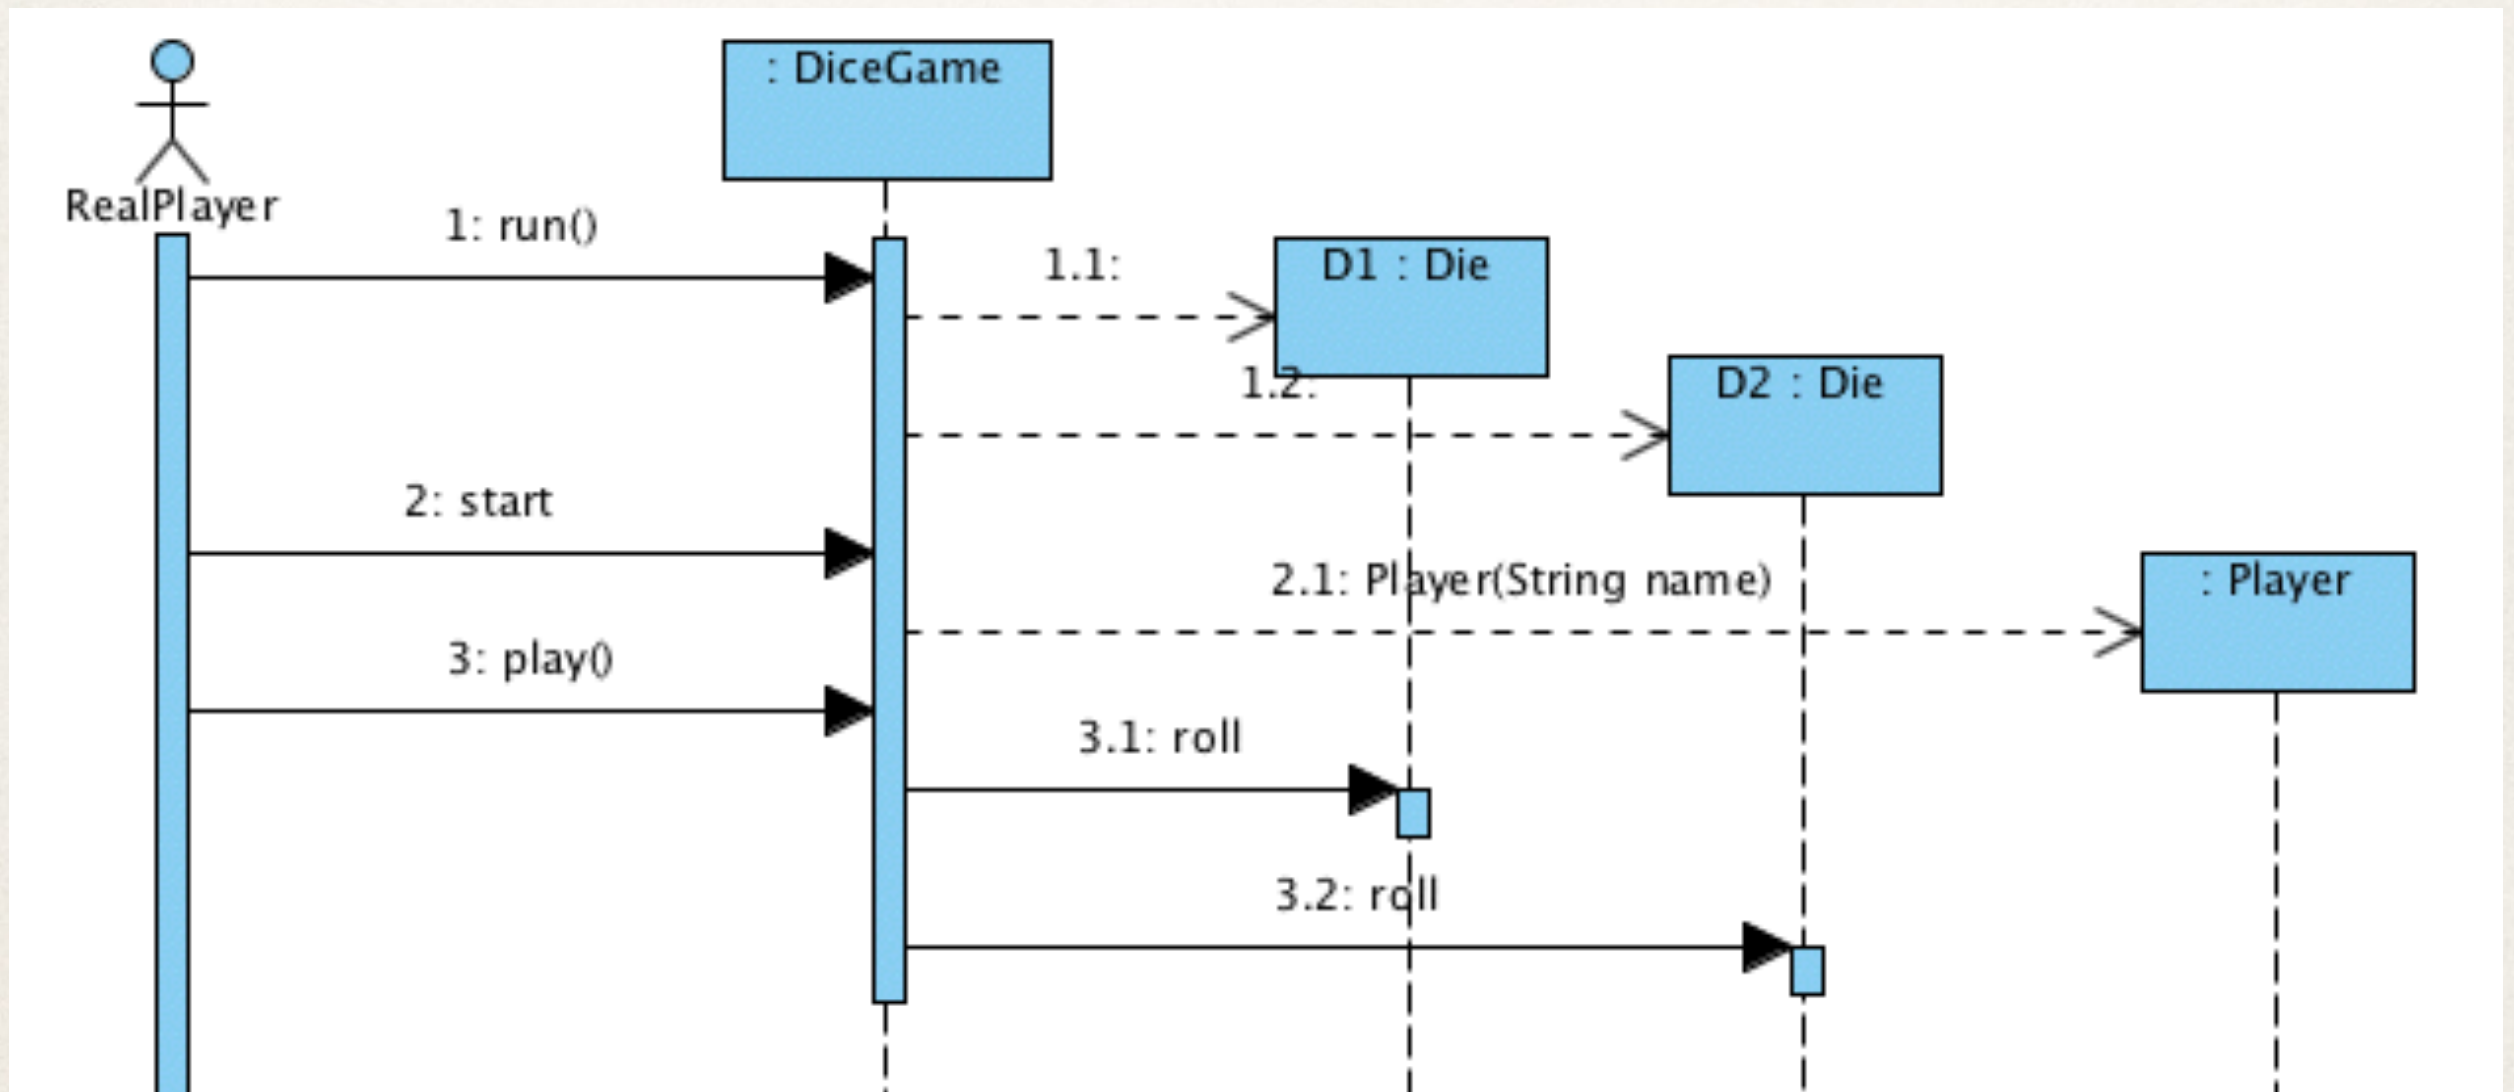 : DiceGame
RealPlayer
1: run()
1.1:
D1 : Die
1.2:
D2 : Die
2: start
2.1: Player(String name)
: Player
3: play()
3.1: roll
3.2: roll